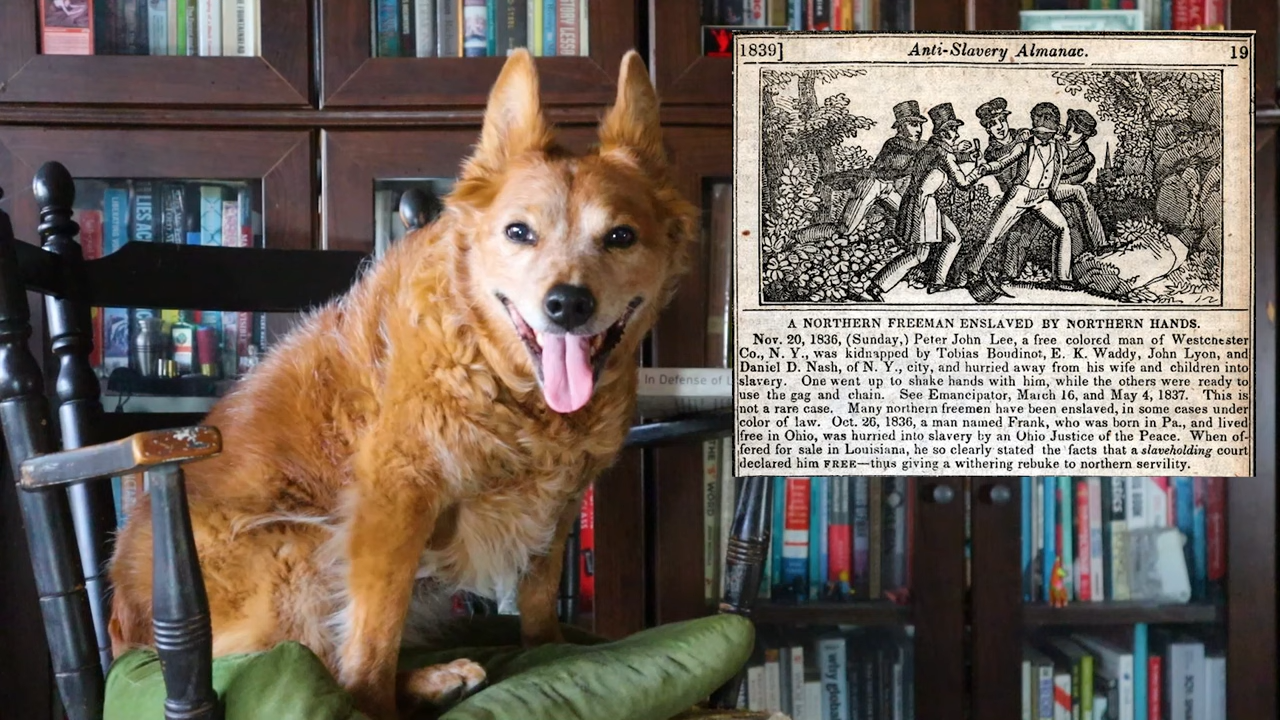 1839] Anti-Slavery Almanac. 19
A NORTHERN FREEMAN ENSLAVED BY NORTHERN HANDS.
Nov. 20, 1836, (Sunday,) Peter John Lee, a free colored man of Westchester
Co., N. Y., was kidnapped by Tobias Boudinot, E. K. Waddy, John Lyon, and
Daniel D. Nash, of N. Y., city, and hurried away from his wife and children into
slavery. One went up to shake hands with him, while the others were ready to
use the gag and chain. See Emancipator, March 16, and May 4, 1837. This is
not a rare case. Many northern freemen have been enslaved, in some cases under
color of law. Oct. 26, 1836, a man named Frank, who was born in Pa., and lived
free in Ohio, was hurried into slavery by an Ohio Justice of the Peace. When of-
fered for sale in Louisiana, he so clearly stated the facts that a slaveholding court
declared him FREE—thus giving a withering rebuke to northern servility.
In Defense of